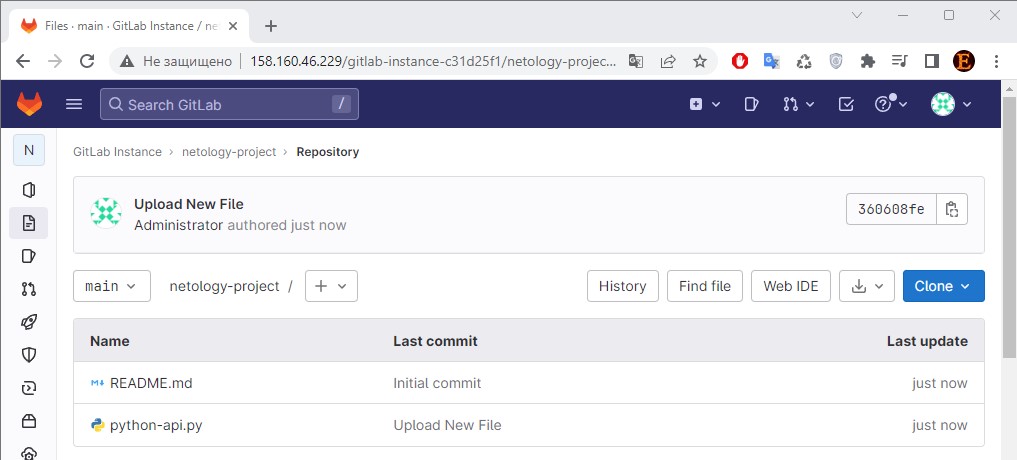 Files · main · GitLab Instance / ne
Не защищено 158.160.46.229/gitlab-instance-c31d25f1/netology-projec...
Search GitLab /
N
GitLab Instance > netology-project > Repository
Upload New File
Administrator authored just now
360608fe
main netology-project / + History Find file Web IDE Clone
Name Last commit Last update
README.md Initial commit just now
python-api.py Upload New File just now